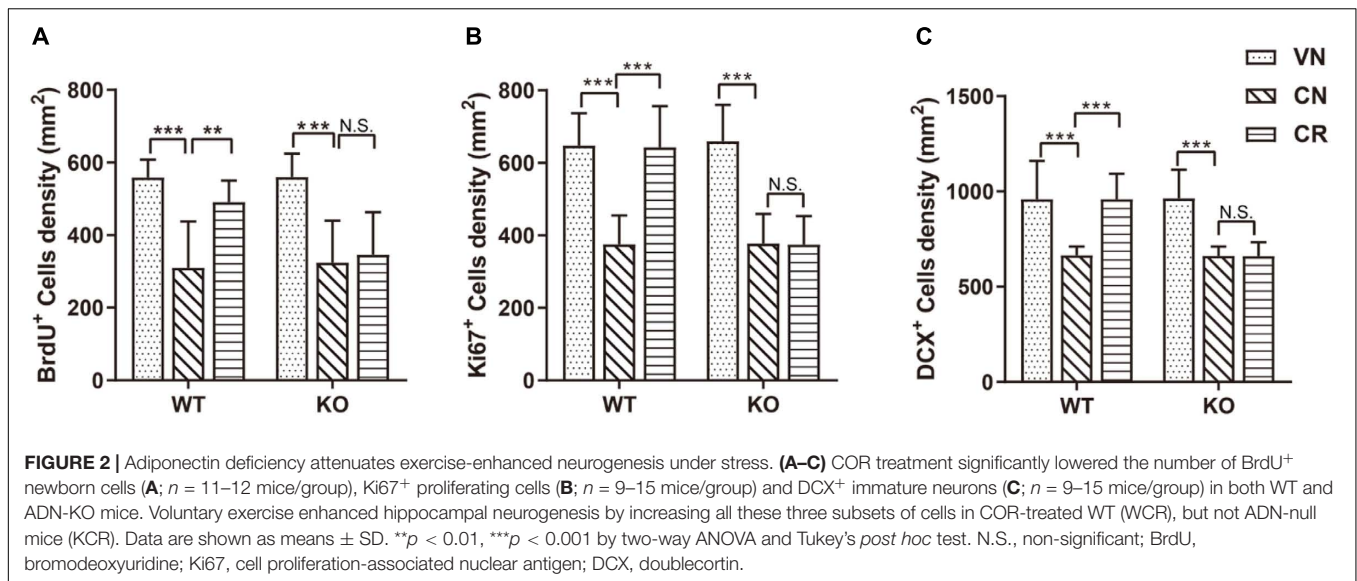 A
BrdU⁺ Cells density (mm²)
800
600
400
200
0
***
**
***
N.S.
WT
KO
B
Ki67⁺ Cells density (mm²)
800
600
400
200
0
***
***
***
N.S.
WT
KO
C
DCX⁺ Cells density (mm²)
1500
1000
500
0
***
***
***
N.S.
WT
KO
VN
CN
CR
FIGURE 2 | Adiponectin deficiency attenuates exercise-enhanced neurogenesis under stress. (A–C) COR treatment significantly lowered the number of BrdU⁺
newborn cells (A; n = 11–12 mice/group), Ki67⁺ proliferating cells (B; n = 9–15 mice/group) and DCX⁺ immature neurons (C; n = 9–15 mice/group) in both WT and
ADN-KO mice. Voluntary exercise enhanced hippocampal neurogenesis by increasing all these three subsets of cells in COR-treated WT (WCR), but not ADN-null
mice (KCR). Data are shown as means ± SD. **p < 0.01, ***p < 0.001 by two-way ANOVA and Tukey's post hoc test. N.S., non-significant; BrdU,
bromodeoxyuridine; Ki67, cell proliferation-associated nuclear antigen; DCX, doublecortin.